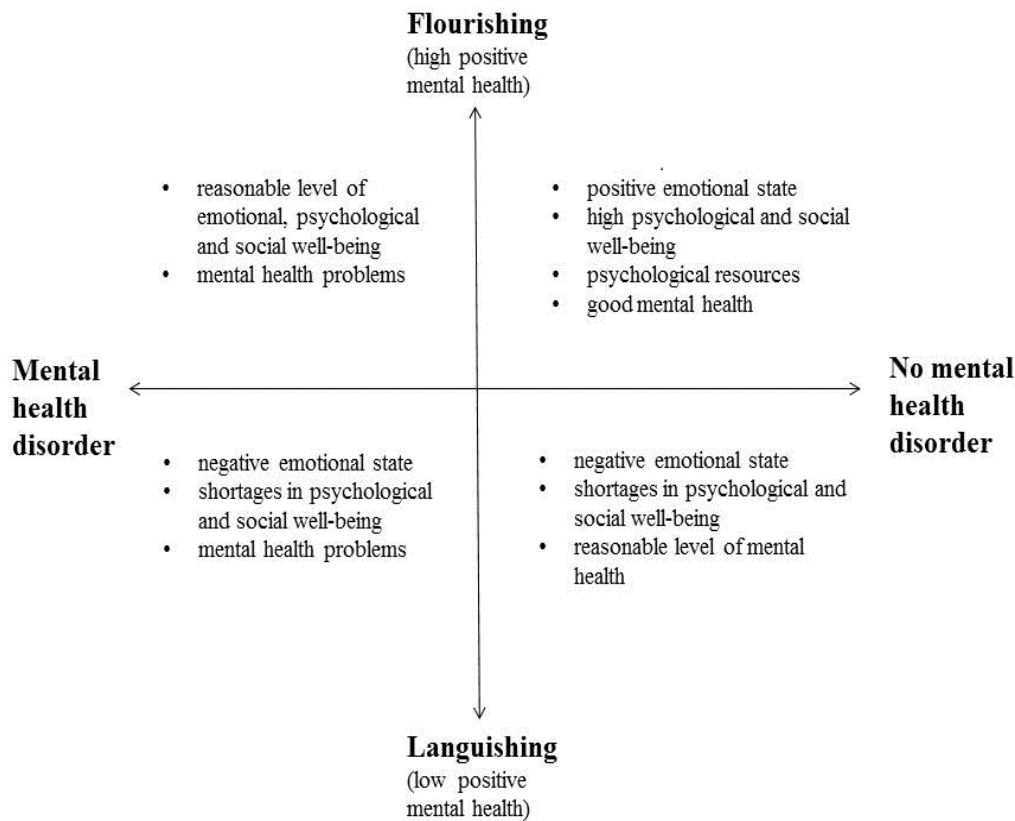 Flourishing
(high positive
mental health)
• reasonable level of
emotional, psychological
and social well-being
• mental health problems
• positive emotional state
• high psychological and social
well-being
• psychological resources
• good mental health
Mental
health
disorder
No mental
health
disorder
• negative emotional state
• shortages in psychological
and social well-being
• mental health problems
• negative emotional state
• shortages in psychological and
social well-being
• reasonable level of mental
health
Languishing
(low positive
mental health)